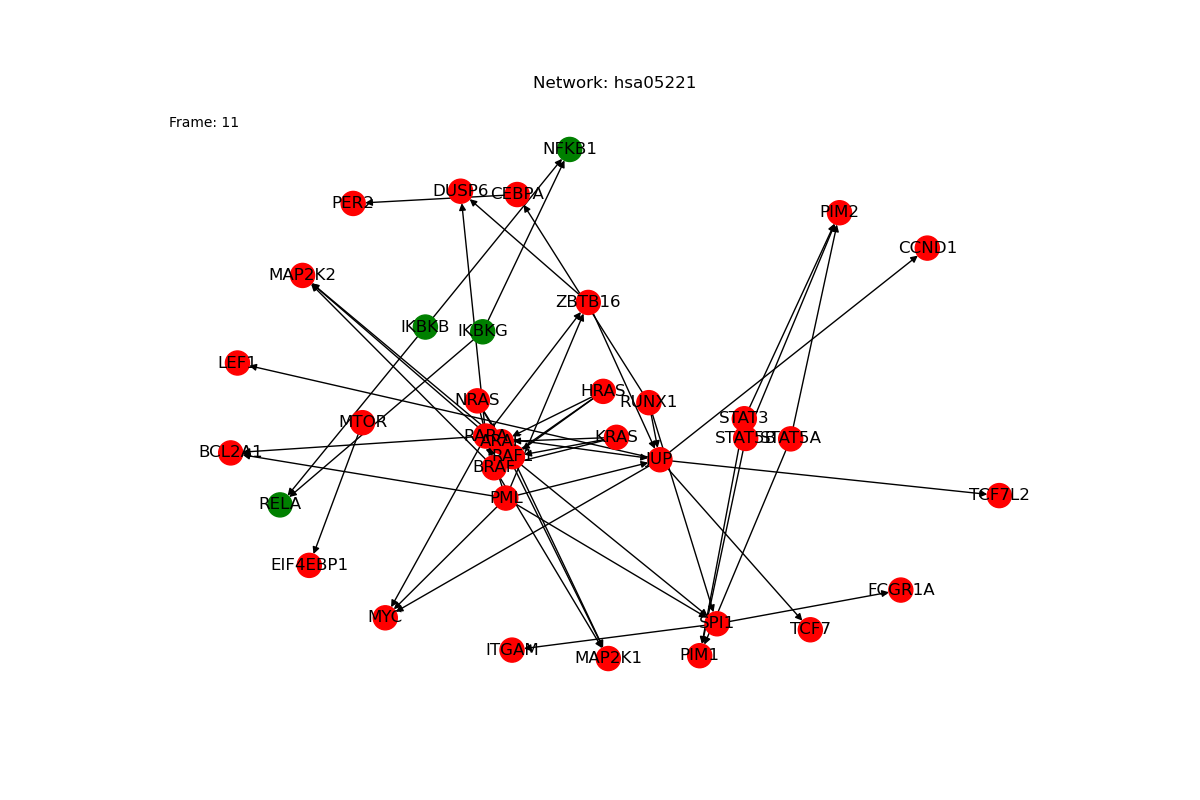 Network: hsa05221
Frame: 11
NFKB1
DUSP6
CEBPA
PER2
PIM2
CCND1
MAP2K2
ZBTB16
IKBKB
IKBKG
LEF1
HRAS
NRAS
RUNX1
STAT3
MTOR
RARA
KRAS
STAT5B
STAT5A
ARAF
BCL2A1
RAF1
JUP
BRAF
TCF7L2
PML
RELA
EIF4EBP1
FCGR1A
MYC
SPI1
TCF7
ITGAM
PIM1
MAP2K1